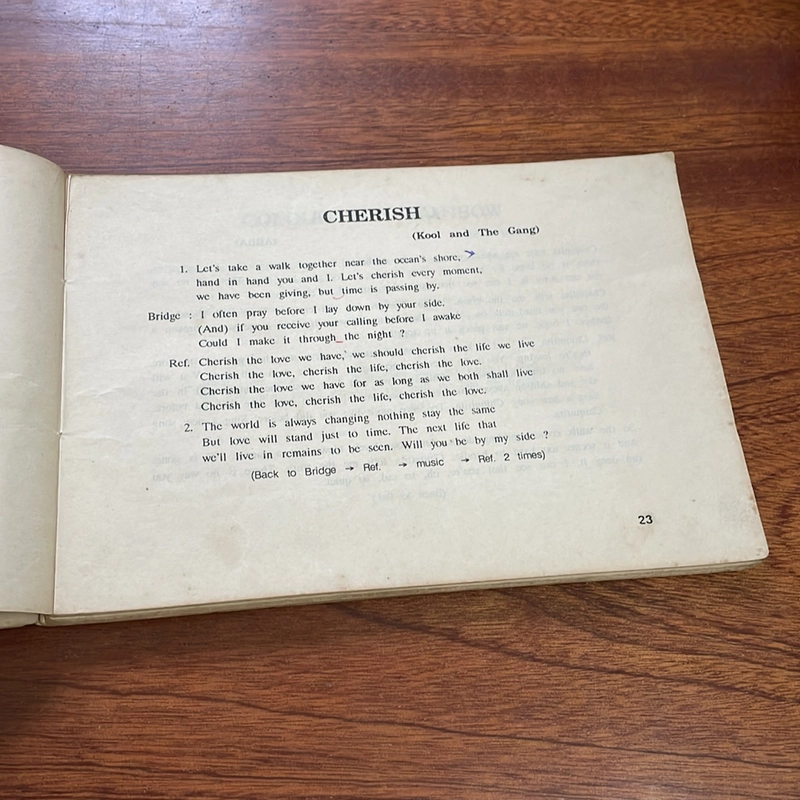 CHERISH
(Kool and The Gang)
1. Let's take a walk together near the ocean's shore,
hand in hand you and I. Let's cherish every moment,
we have been giving, but time is passing by.
Bridge : I often pray before I lay down by your side.
(And) if you receive your calling before I awake
Could I make it through the night ?
Ref. Cherish the love we have, we should cherish the life we live
Cherish the love, cherish the life, cherish the love.
Cherish the love we have for as long as we both shall live
Cherish the love, cherish the life, cherish the love.
2. The world is always changing nothing stay the same
But love will stand just to time. The next life that
we'll live in remains to be seen. Will you be by my side ?
(Back to Bridge → Ref. → music → Ref. 2 times)
23